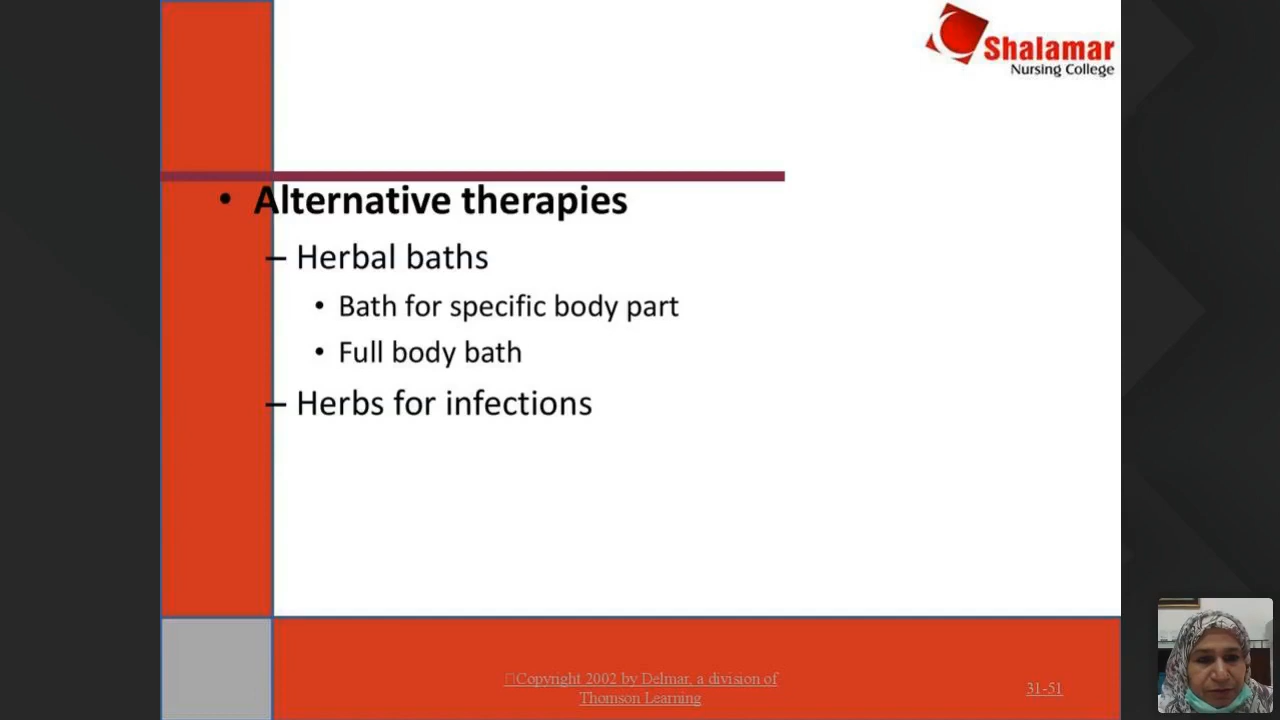 Shalamar
Nursing College
• Alternative therapies
– Herbal baths
• Bath for specific body part
• Full body bath
– Herbs for infections
Copyright 2002 by Delmar, a division of
Thomson Learning
31-51